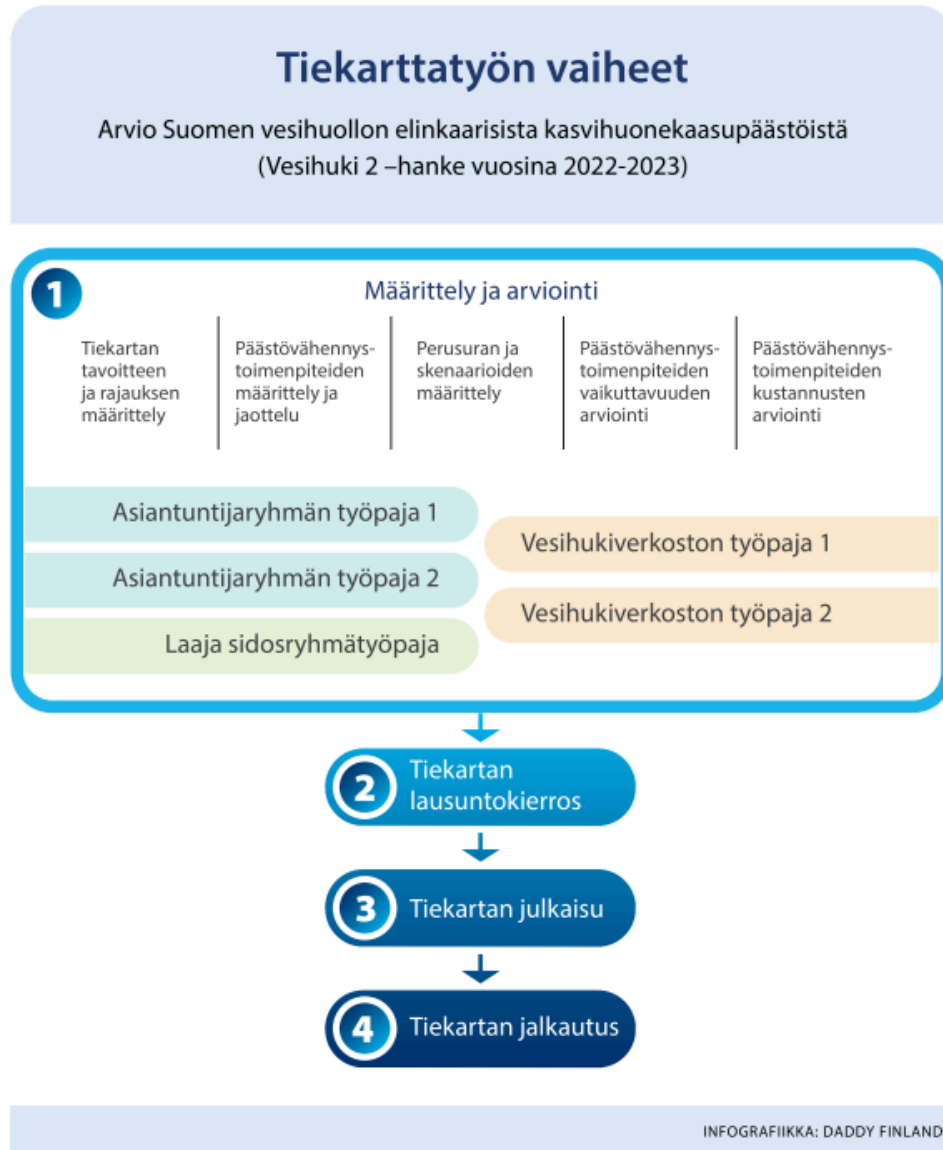 Tiekarttatyön vaiheet
Arvio Suomen vesihuollon elinkaarisista kasvihuonekaasupäästöistä
(Vesihuki 2 –hanke vuosina 2022-2023)
1
Määrittely ja arviointi
Tiekartan
tavoitteen
ja rajauksen
määrittely
Päästövähennys-
toimenpiteiden
määrittely ja
jaottelu
Perusuran ja
skenaarioiden
määrittely
Päästövähennys-
toimenpiteiden
vaikuttavuuden
arviointi
Päästövähennys-
toimenpiteiden
kustannusten
arviointi
Asiantuntijaryhmän työpaja 1
Asiantuntijaryhmän työpaja 2
Laaja sidosryhmätyöpaja
Vesihukiverkoston työpaja 1
Vesihukiverkoston työpaja 2
2
Tiekartan
lausuntokierros
3
Tiekartan julkaisu
4
Tiekartan jalkautus
INFOGRAFIIKKA: DADDY FINLAND